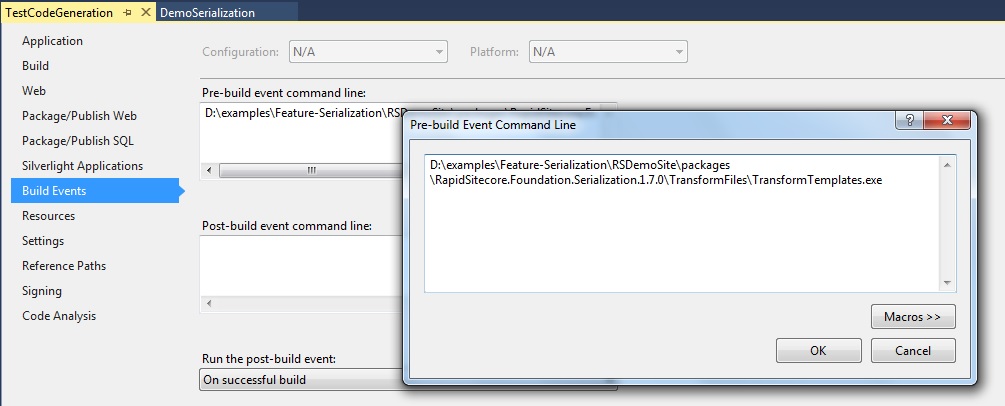 TestCodeGeneration
DemoSerialization
Application
Build
Web
Package/Publish Web
Package/Publish SQL
Silverlight Applications
Build Events
Resources
Settings
Reference Paths
Signing
Code Analysis
Configuration: N/A
Platform: N/A
Pre-build event command line:
D:\examples\Feature-Serialization\RSD
Post-build event command line:
Run the post-build event:
On successful build
Pre-build Event Command Line
D:\examples\Feature-Serialization\RSDemoSite\packages
\RapidSitecore.Foundation.Serialization.1.7.0\TransformFiles\TransformTemplates.exe
Macros >>
OK
Cancel